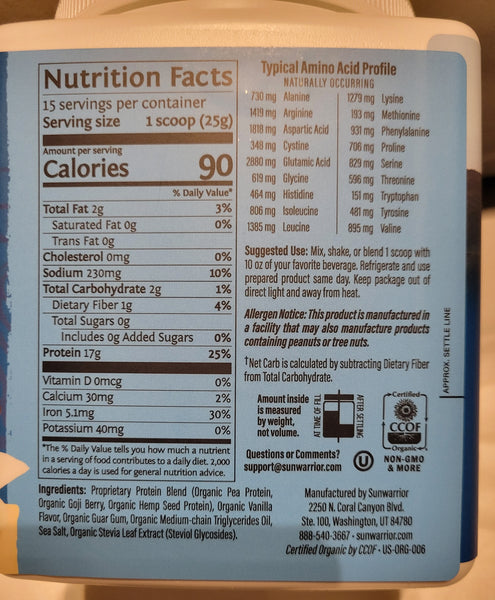 Nutrition Facts
15 servings per container
Serving size 1 scoop (25g)
Amount per serving
Calories 90
% Daily Value*
Total Fat 2g 3%
Saturated Fat 0g 0%
Trans Fat 0g
Cholesterol 0mg 0%
Sodium 230mg 10%
Total Carbohydrate 2g 1%
Dietary Fiber 1g 4%
Total Sugars 0g
Includes 0g Added Sugars 0%
Protein 17g 25%
Vitamin D 0mcg 0%
Calcium 30mg 2%
Iron 5.1mg 30%
Potassium 40mg 0%
*The % Daily Value tells you how much a nutrient
in a serving of food contributes to a daily diet. 2,000
calories a day is used for general nutrition advice.
Ingredients: Proprietary Protein Blend (Organic Pea Protein,
Organic Goji Berry, Organic Hemp Seed Protein), Organic Vanilla
Flavor, Organic Guar Gum, Organic Medium-chain Triglycerides Oil,
Sea Salt, Organic Stevia Leaf Extract (Steviol Glycosides).
Typical Amino Acid Profile
NATURALLY OCCURRING
730 mg Alanine 1279 mg Lysine
1419 mg Arginine 193 mg Methionine
1818 mg Aspartic Acid 931 mg Phenylalanine
348 mg Cystine 706 mg Proline
2880 mg Glutamic Acid 829 mg Serine
619 mg Glycine 596 mg Threonine
464 mg Histidine 151 mg Tryptophan
806 mg Isoleucine 481 mg Tyrosine
1385 mg Leucine 895 mg Valine
Suggested Use: Mix, shake, or blend 1 scoop with
10 oz of your favorite beverage. Refrigerate and use
prepared product same day. Keep package out of
direct light and away from heat.
Allergen Notice: This product is manufactured in
a facility that may also manufacture products
containing peanuts or tree nuts.
†Net Carb is calculated by subtracting Dietary Fiber
from Total Carbohydrate.
Amount inside
is measured
by weight,
not volume.
AT TIME OF FILL
AFTER SETTLING
Certified
CCOF
Organic
Questions or Comments?
support@sunwarrior.com
U
NON-GMO
& MORE
Manufactured by Sunwarrior
2250 N. Coral Canyon Blvd.
Ste. 100, Washington, UT 84780
888-540-3667 • sunwarrior.com
Certified Organic by CCOF • US-ORG-006
APPROX. SETTLE LINE